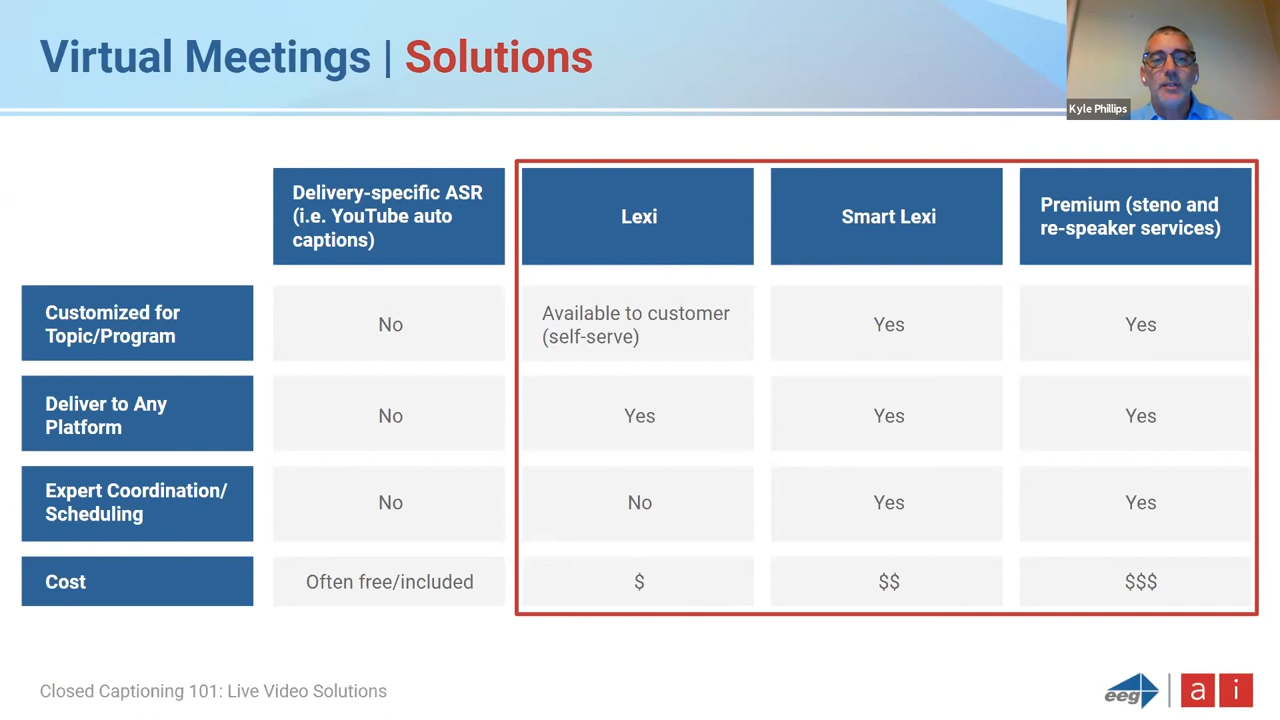 Virtual Meetings | Solutions
Kyle Phillips
Delivery-specific ASR
(i.e. YouTube auto
captions)
Lexi
Smart Lexi
Premium (steno and
re-speaker services)
Customized for
Topic/Program
No
Available to customer
(self-serve)
Yes
Yes
Deliver to Any
Platform
No
Yes
Yes
Yes
Expert Coordination/
Scheduling
No
No
Yes
Yes
Cost
Often free/included
$
$$
$$$
Closed Captioning 101: Live Video Solutions
eeg
ai